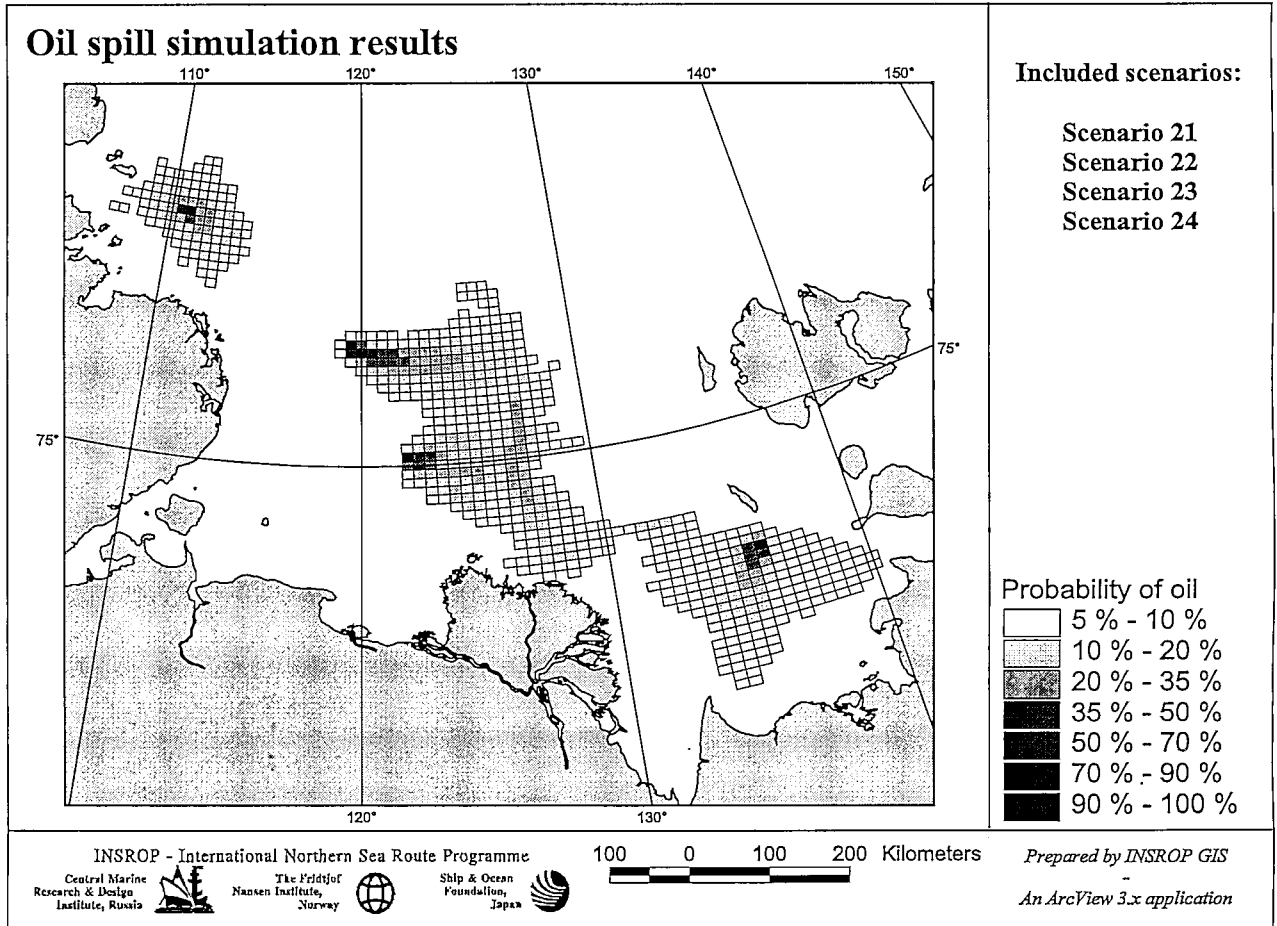 Oil spill simulation results
110°
120°
130°
140°
150°
75°
75°
120°
130°
Included scenarios:
Scenario 21
Scenario 22
Scenario 23
Scenario 24
Probability of oil
5 % - 10 %
10 % - 20 %
20 % - 35 %
35 % - 50 %
50 % - 70 %
70 % - 90 %
90 % - 100 %
INSROP - International Northern Sea Route Programme
Central Marine
Research & Design
Institute, Russia
The Fridtjof
Nansen Institute,
Norway
Ship & Ocean
Foundation,
Japan
100 0 100 200 Kilometers
Prepared by INSROP GIS
--
An ArcView 3.x application